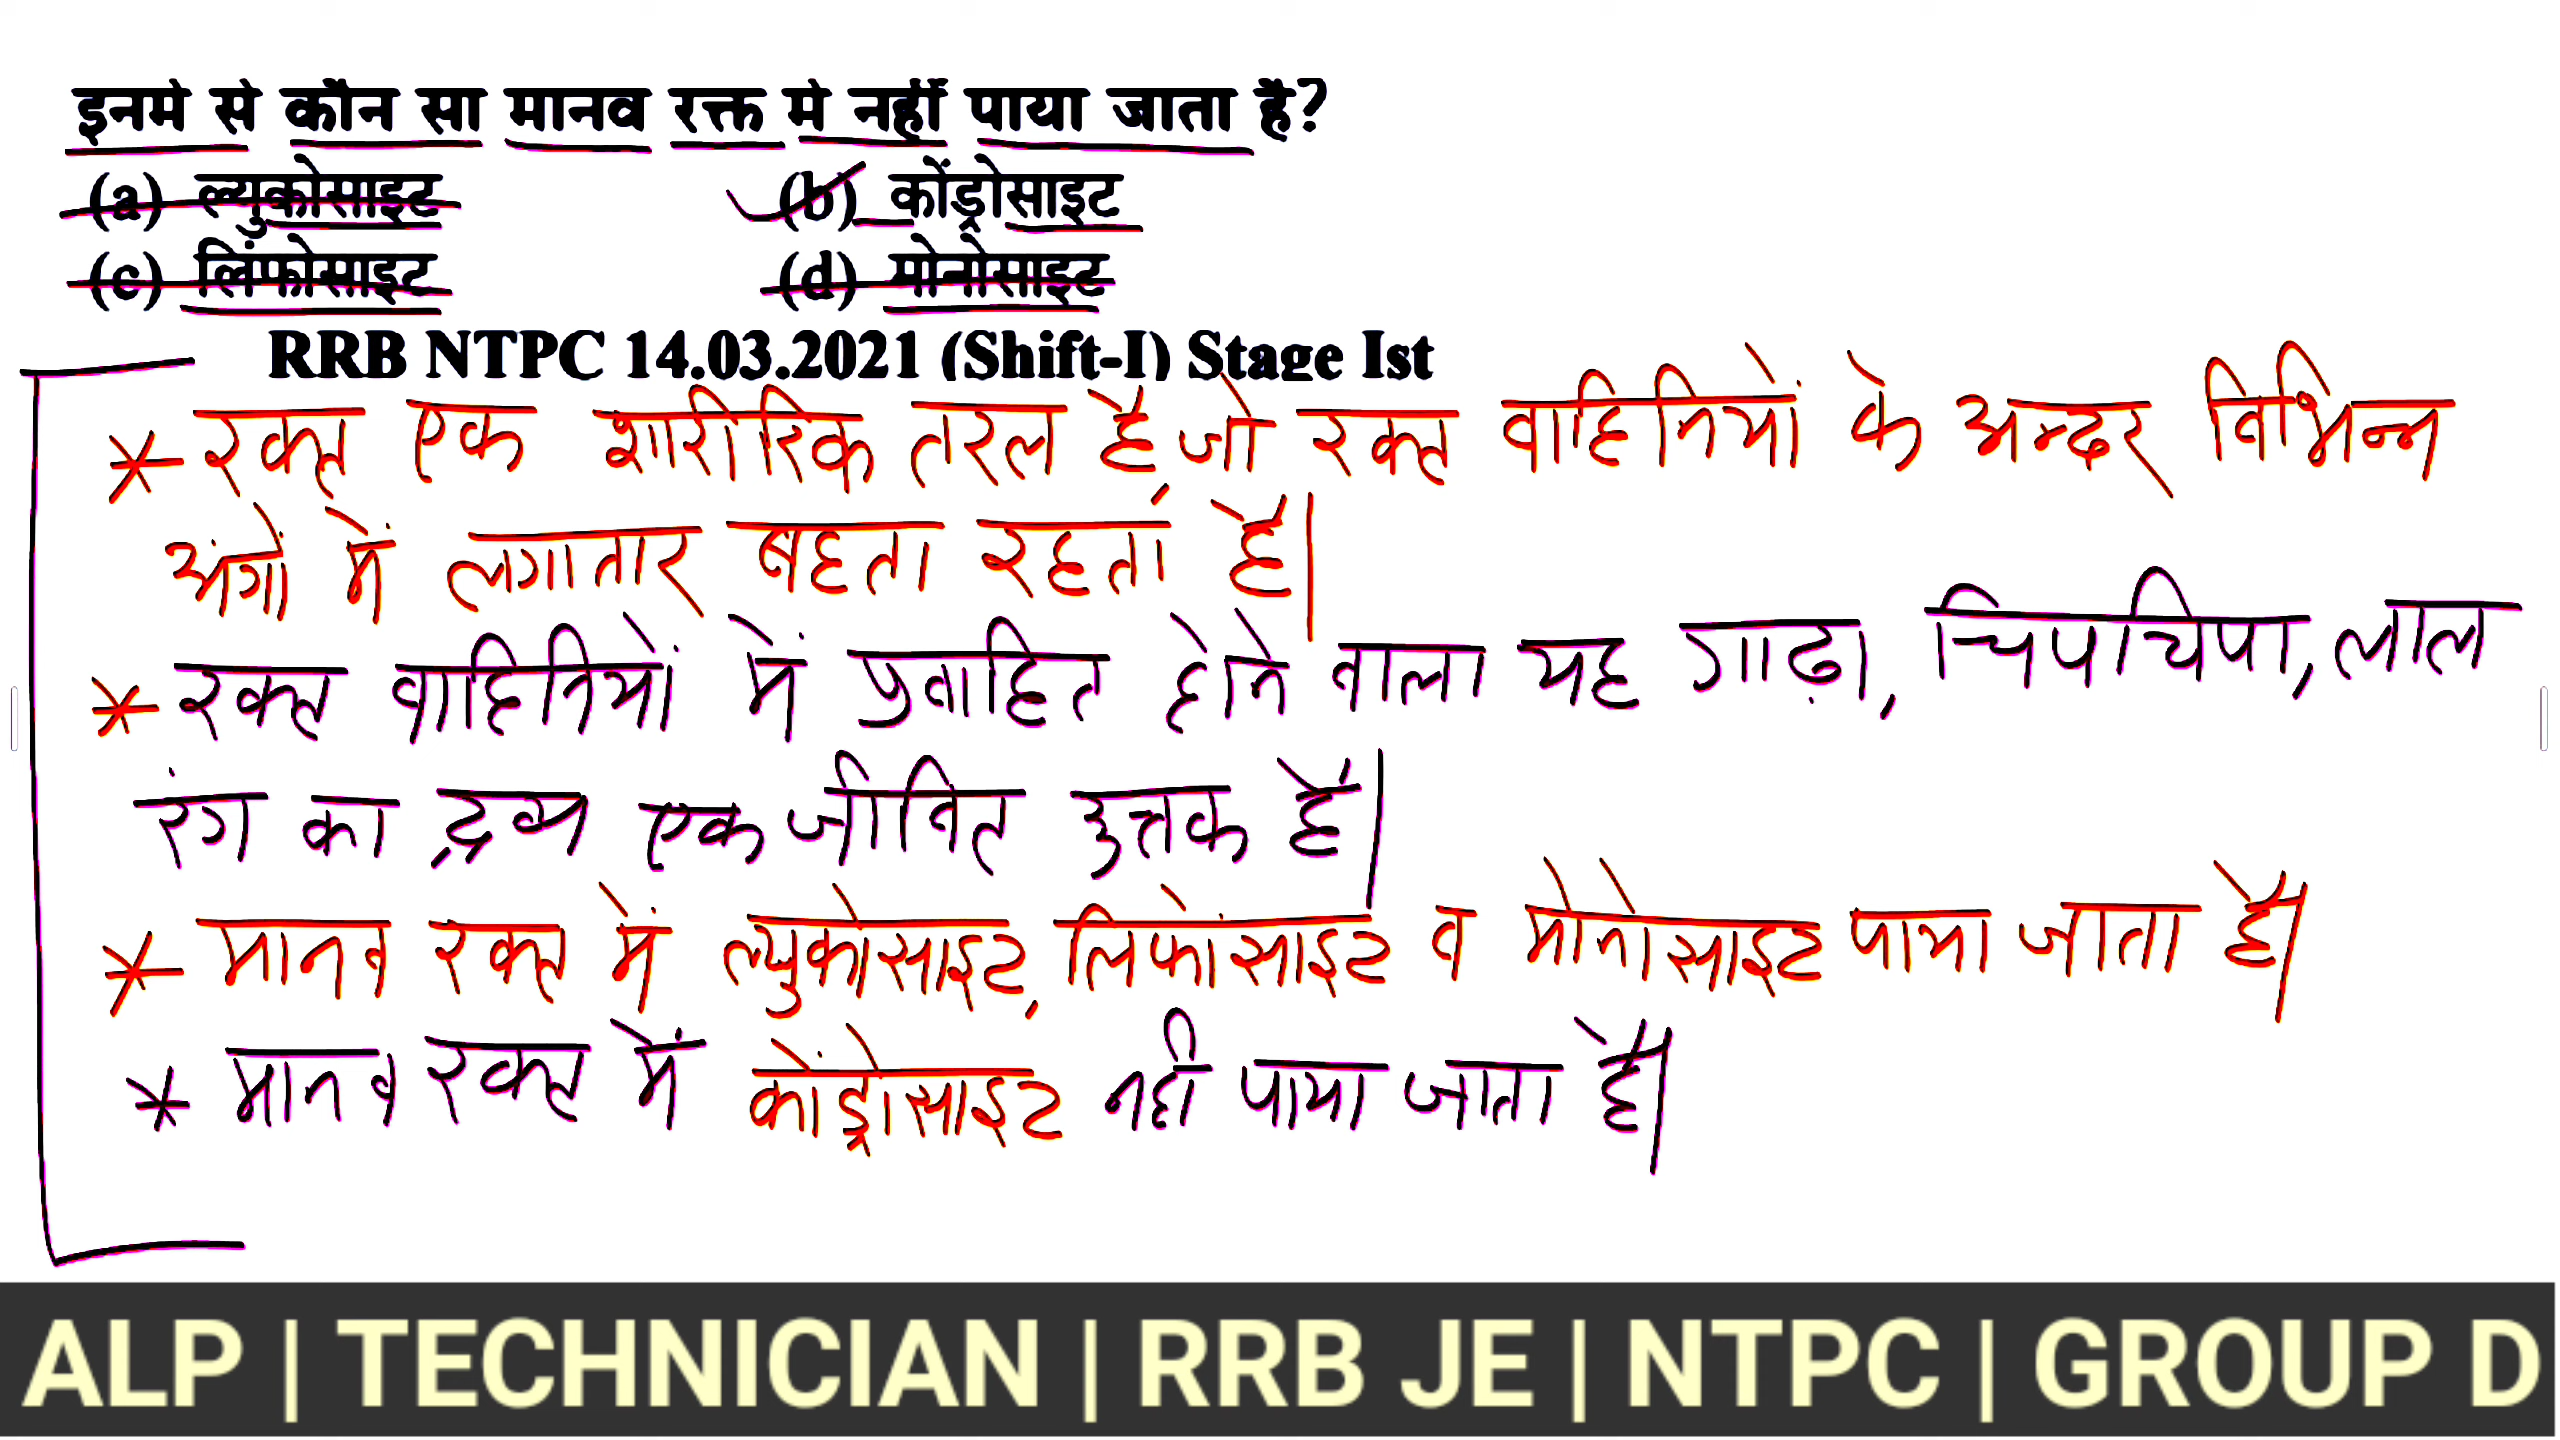 इनमें से कौन सा मानव रक्त में नहीं पाया जाता है?
(a) ल्युकोसाइट (b) कोंड्रोसाइट
(c) लिंफोसाइट (d) मोनोसाइट
RRB NTPC 14.03.2021 (Shift-I) Stage Ist
* रक्त एक शारीरिक तरल है, जो रक्त वाहिनियों के अन्दर विभिन्न
अंगों में लगातार बहता रहता है।
* रक्त वाहिनियों में प्रवाहित होने वाला यह गाढ़ा, चिपचिपा, लाल
रंग का द्रव्य एक जीवित उत्तक है।
* मानव रक्त में ल्युकोसाइट, लिंफोसाइट व मोनोसाइट पाया जाता है।
* मानव रक्त में कोंड्रोसाइट नही पाया जाता है।
ALP | TECHNICIAN | RRB JE | NTPC | GROUP D